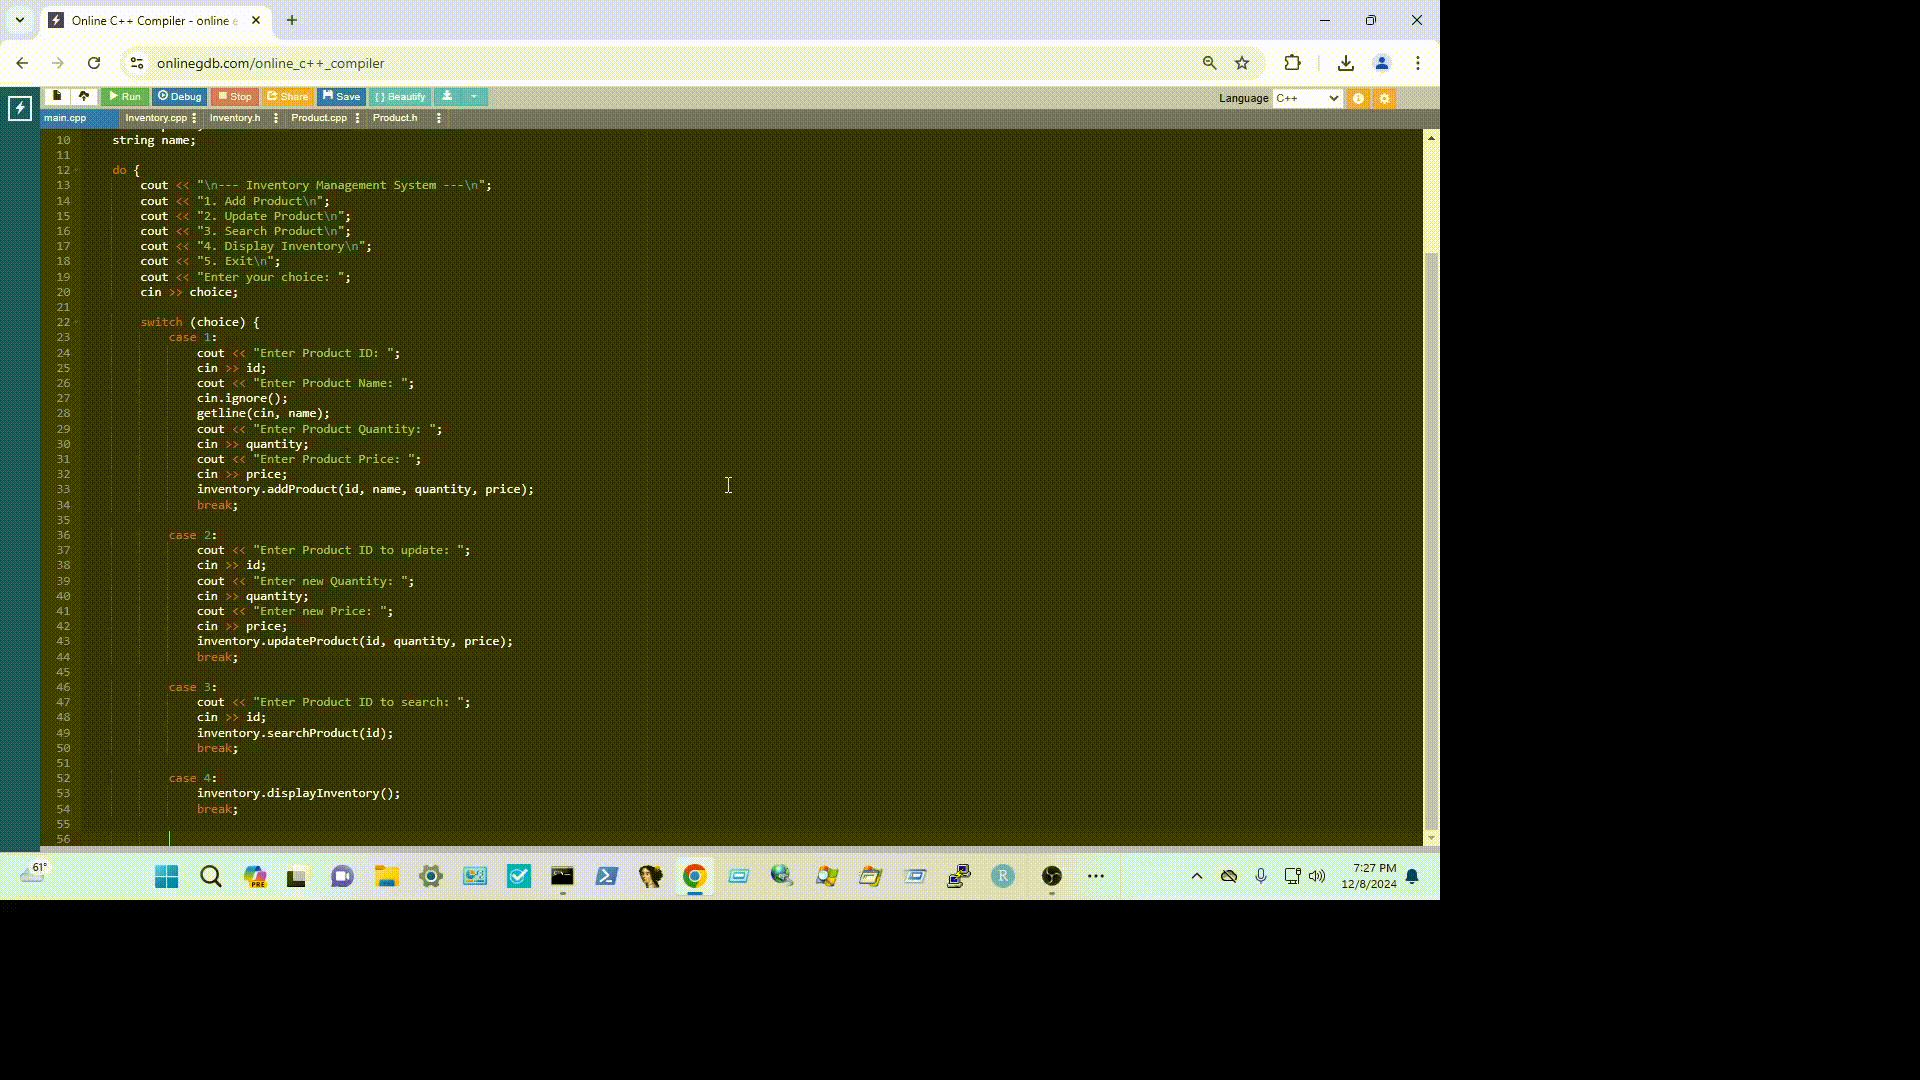 Online C++ Compiler - online e
onlinegdb.com/online_c++_compiler
Run Debug Stop Share Save { } Beautify
Language C++
main.cpp Inventory.cpp Inventory.h Product.cpp Product.h
10 string name;
11
12 do {
13 cout << "\n--- Inventory Management System ---\n";
14 cout << "1. Add Product\n";
15 cout << "2. Update Product\n";
16 cout << "3. Search Product\n";
17 cout << "4. Display Inventory\n";
18 cout << "5. Exit\n";
19 cout << "Enter your choice: ";
20 cin >> choice;
21
22 switch (choice) {
23 case 1:
24 cout << "Enter Product ID: ";
25 cin >> id;
26 cout << "Enter Product Name: ";
27 cin.ignore();
28 getline(cin, name);
29 cout << "Enter Product Quantity: ";
30 cin >> quantity;
31 cout << "Enter Product Price: ";
32 cin >> price;
33 inventory.addProduct(id, name, quantity, price);
34 break;
35
36 case 2:
37 cout << "Enter Product ID to update: ";
38 cin >> id;
39 cout << "Enter new Quantity: ";
40 cin >> quantity;
41 cout << "Enter new Price: ";
42 cin >> price;
43 inventory.updateProduct(id, quantity, price);
44 break;
45
46 case 3:
47 cout << "Enter Product ID to search: ";
48 cin >> id;
49 inventory.searchProduct(id);
50 break;
51
52 case 4:
53 inventory.displayInventory();
54 break;
55
56
61°
PRE
R
7:27 PM
12/8/2024